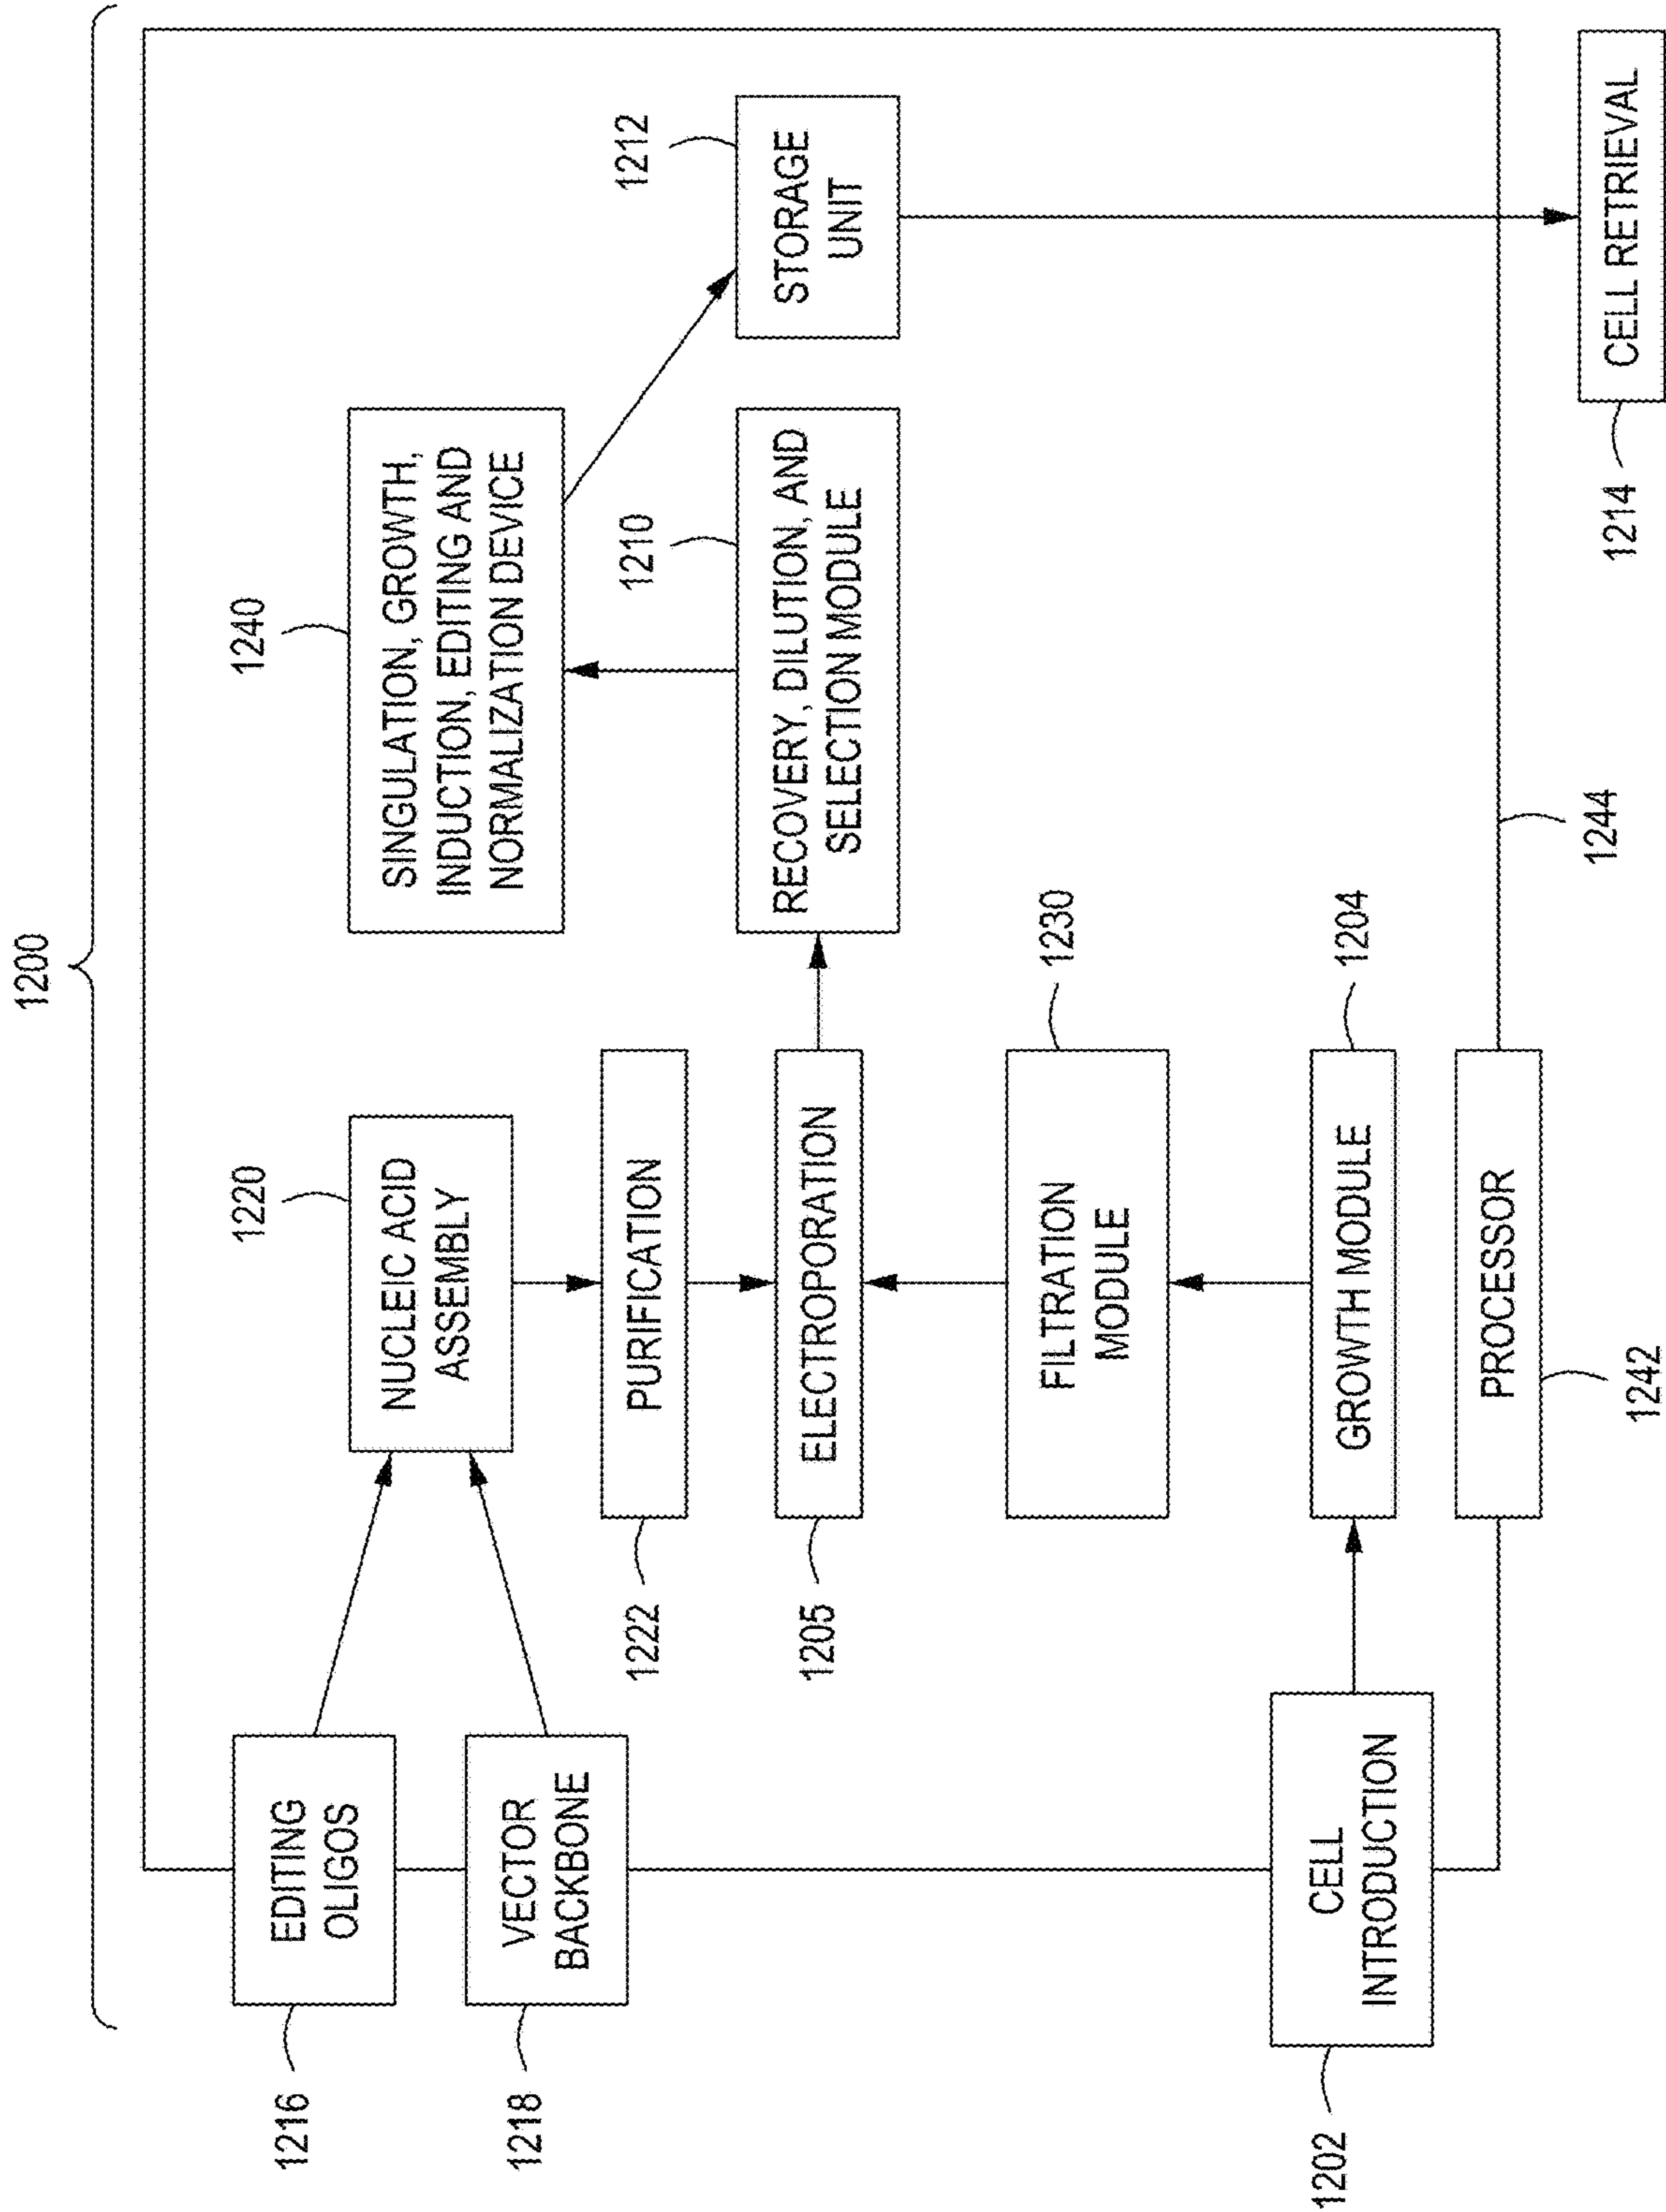 1200
1216
EDITING
OLIGOS
1218
VECTOR
BACKBONE
1202
CELL
INTRODUCTION
1220
NUCLEIC ACID
ASSEMBLY
1222
PURIFICATION
1205
ELECTROPORATION
FILTRATION
MODULE
1230
GROWTH MODULE
1204
PROCESSOR
1242
1244
1240
SINGULATION, GROWTH,
INDUCTION, EDITING AND
NORMALIZATION DEVICE
1210
RECOVERY, DILUTION, AND
SELECTION MODULE
1212
STORAGE
UNIT
CELL RETRIEVAL
1214